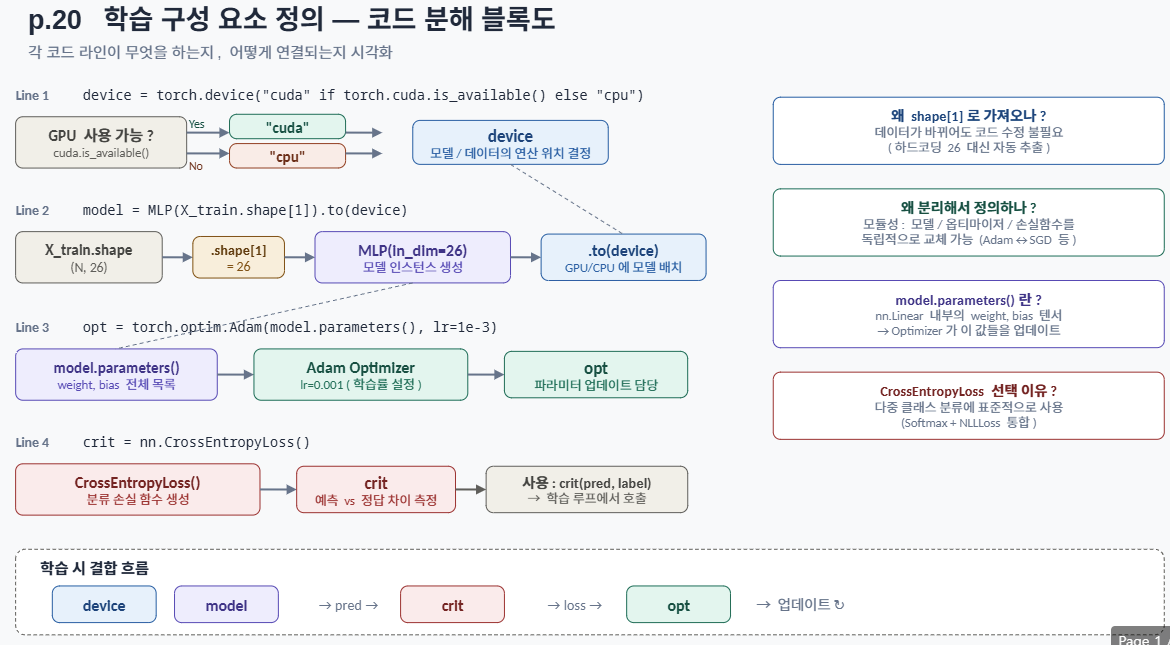 p.20 학습 구성 요소 정의 — 코드 분해 블록도
각 코드 라인이 무엇을 하는지 , 어떻게 연결되는지 시각화
Line 1 device = torch.device("cuda" if torch.cuda.is_available() else "cpu")
GPU 사용 가능 ?
cuda.is_available()
Yes
No
"cuda"
"cpu"
device
모델 / 데이터의 연산 위치 결정
Line 2 model = MLP(X_train.shape[1]).to(device)
X_train.shape
(N, 26)
.shape[1]
= 26
MLP(in_dim=26)
모델 인스턴스 생성
.to(device)
GPU/CPU 에 모델 배치
Line 3 opt = torch.optim.Adam(model.parameters(), lr=1e-3)
model.parameters()
weight, bias 전체 목록
Adam Optimizer
lr=0.001 ( 학습률 설정 )
opt
파라미터 업데이트 담당
Line 4 crit = nn.CrossEntropyLoss()
CrossEntropyLoss()
분류 손실 함수 생성
crit
예측 vs 정답 차이 측정
사용 : crit(pred, label)
→ 학습 루프에서 호출
왜 shape[1] 로 가져오나 ?
데이터가 바뀌어도 코드 수정 불필요
( 하드코딩 26 대신 자동 추출 )
왜 분리해서 정의하나 ?
모듈성 : 모델 / 옵티마이저 / 손실함수를
독립적으로 교체 가능 (Adam ↔ SGD 등 )
model.parameters() 란 ?
nn.Linear 내부의 weight, bias 텐서
→ Optimizer 가 이 값들을 업데이트
CrossEntropyLoss 선택 이유 ?
다중 클래스 분류에 표준적으로 사용
(Softmax + NLLLoss 통합 )
학습 시 결합 흐름
device model → pred → crit → loss → opt → 업데이트 ↻
Page 1